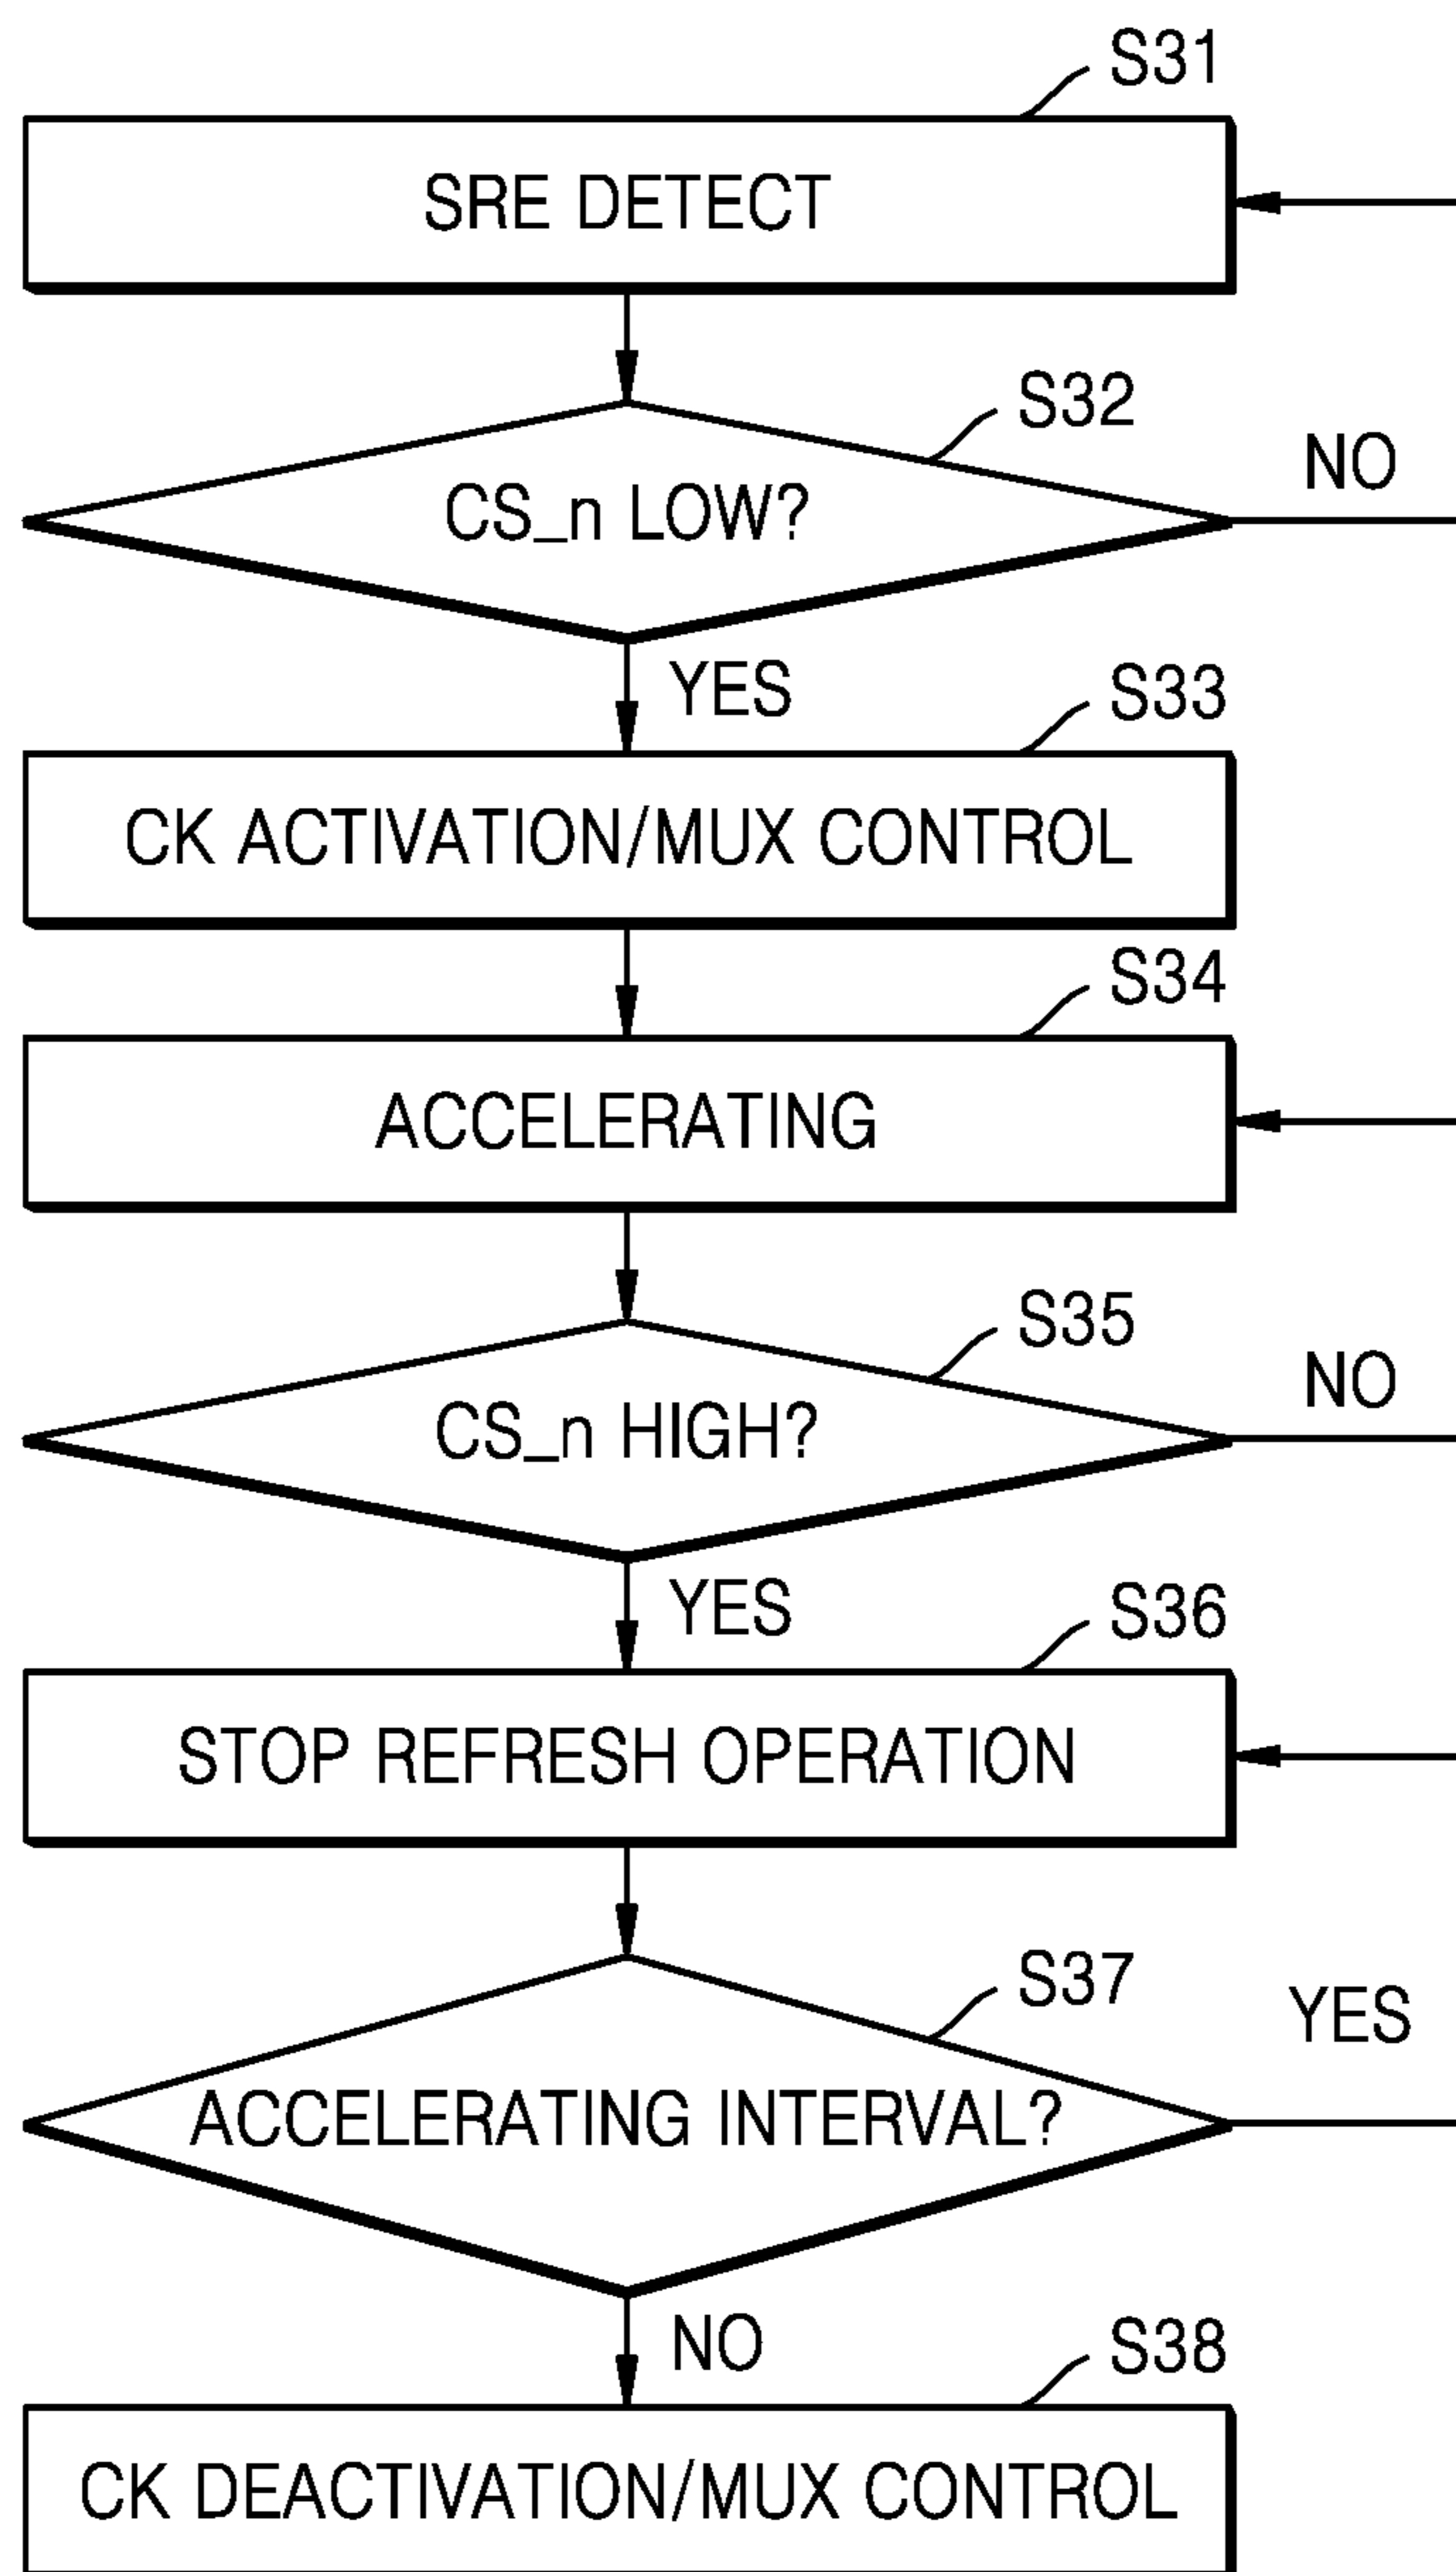 S31
SRE DETECT
S32
CS_n LOW?
NO
YES
S33
CK ACTIVATION/MUX CONTROL
S34
ACCELERATING
S35
CS_n HIGH?
NO
YES
S36
STOP REFRESH OPERATION
S37
ACCELERATING INTERVAL?
YES
NO
S38
CK DEACTIVATION/MUX CONTROL